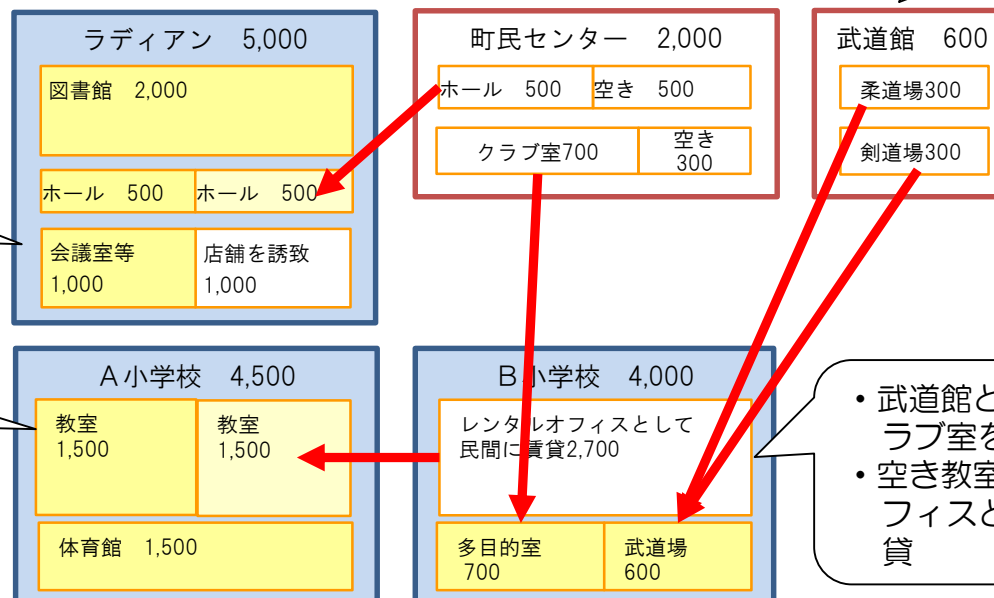 ラディアン 5,000
図書館 2,000
ホール 500
ホール 500
会議室等
1,000
店舗を誘致
1,000
町民センター 2,000
ホール 500
空き 500
クラブ室700
空き
300
武道館 600
柔道場300
剣道場300
A小学校 4,500
教室
1,500
教室
1,500
体育館 1,500
B小学校 4,000
レンタルオフィスとして
民間に賃貸2,700
多目的室
700
武道場
600
・武道館と
ラブ室を
・空き教室
フィスと
貸